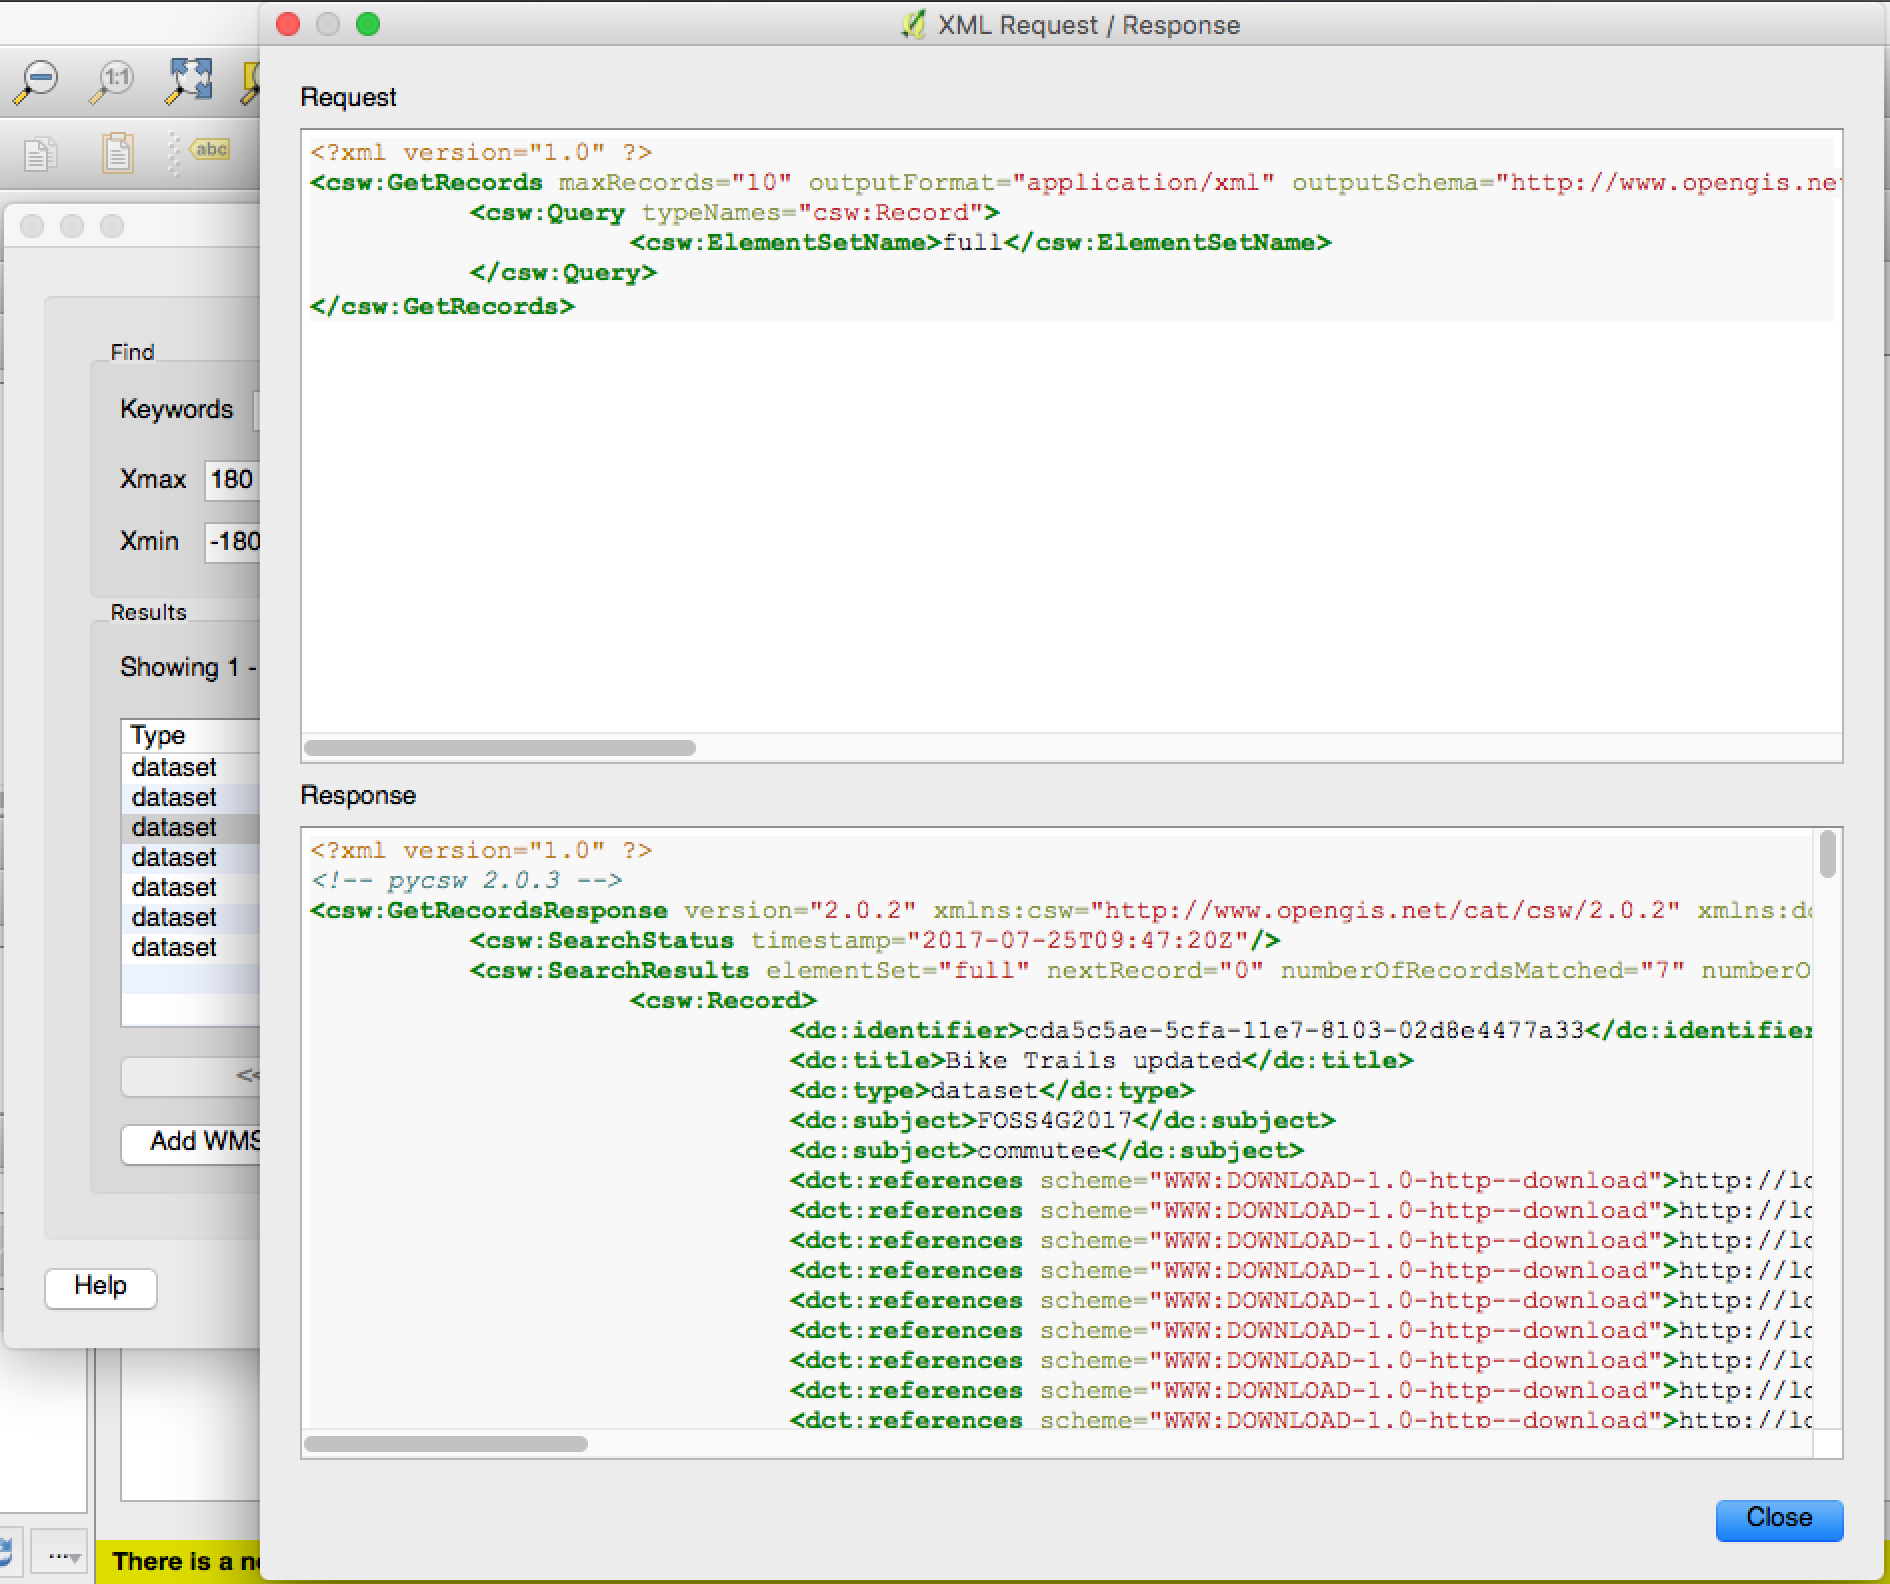 XML Request / Response
1:1
abc
Request
<?xml version="1.0" ?>
<csw:GetRecords maxRecords="10" outputFormat="application/xml" outputSchema="http://www.opengis.ne
<csw:Query typeNames="csw:Record">
<csw:ElementSetName>full</csw:ElementSetName>
</csw:Query>
</csw:GetRecords>
Find
Keywords
Xmax 180
Xmin -180
Results
Showing 1 -
Type
dataset
dataset
dataset
dataset
dataset
dataset
dataset
<<
Add WMS
Help
Response
<?xml version="1.0" ?>
<!-- pycsw 2.0.3 -->
<csw:GetRecordsResponse version="2.0.2" xmlns:csw="http://www.opengis.net/cat/csw/2.0.2" xmlns:dc
<csw:SearchStatus timestamp="2017-07-25T09:47:20Z"/>
<csw:SearchResults elementSet="full" nextRecord="0" numberOfRecordsMatched="7" numberO
<csw:Record>
<dc:identifier>cda5c5ae-5cfa-11e7-8103-02d8e4477a33</dc:identifier
<dc:title>Bike Trails updated</dc:title>
<dc:type>dataset</dc:type>
<dc:subject>FOSS4G2017</dc:subject>
<dc:subject>commutee</dc:subject>
<dct:references scheme="WWW:DOWNLOAD-1.0-http--download">http://lo
<dct:references scheme="WWW:DOWNLOAD-1.0-http--download">http://lo
<dct:references scheme="WWW:DOWNLOAD-1.0-http--download">http://lo
<dct:references scheme="WWW:DOWNLOAD-1.0-http--download">http://lo
<dct:references scheme="WWW:DOWNLOAD-1.0-http--download">http://lo
<dct:references scheme="WWW:DOWNLOAD-1.0-http--download">http://lo
<dct:references scheme="WWW:DOWNLOAD-1.0-http--download">http://lo
<dct:references scheme="WWW:DOWNLOAD-1.0-http--download">http://lo
<dct:references scheme="WWW:DOWNLOAD-1.0-http--download">http://lo
Close
...
There is a n